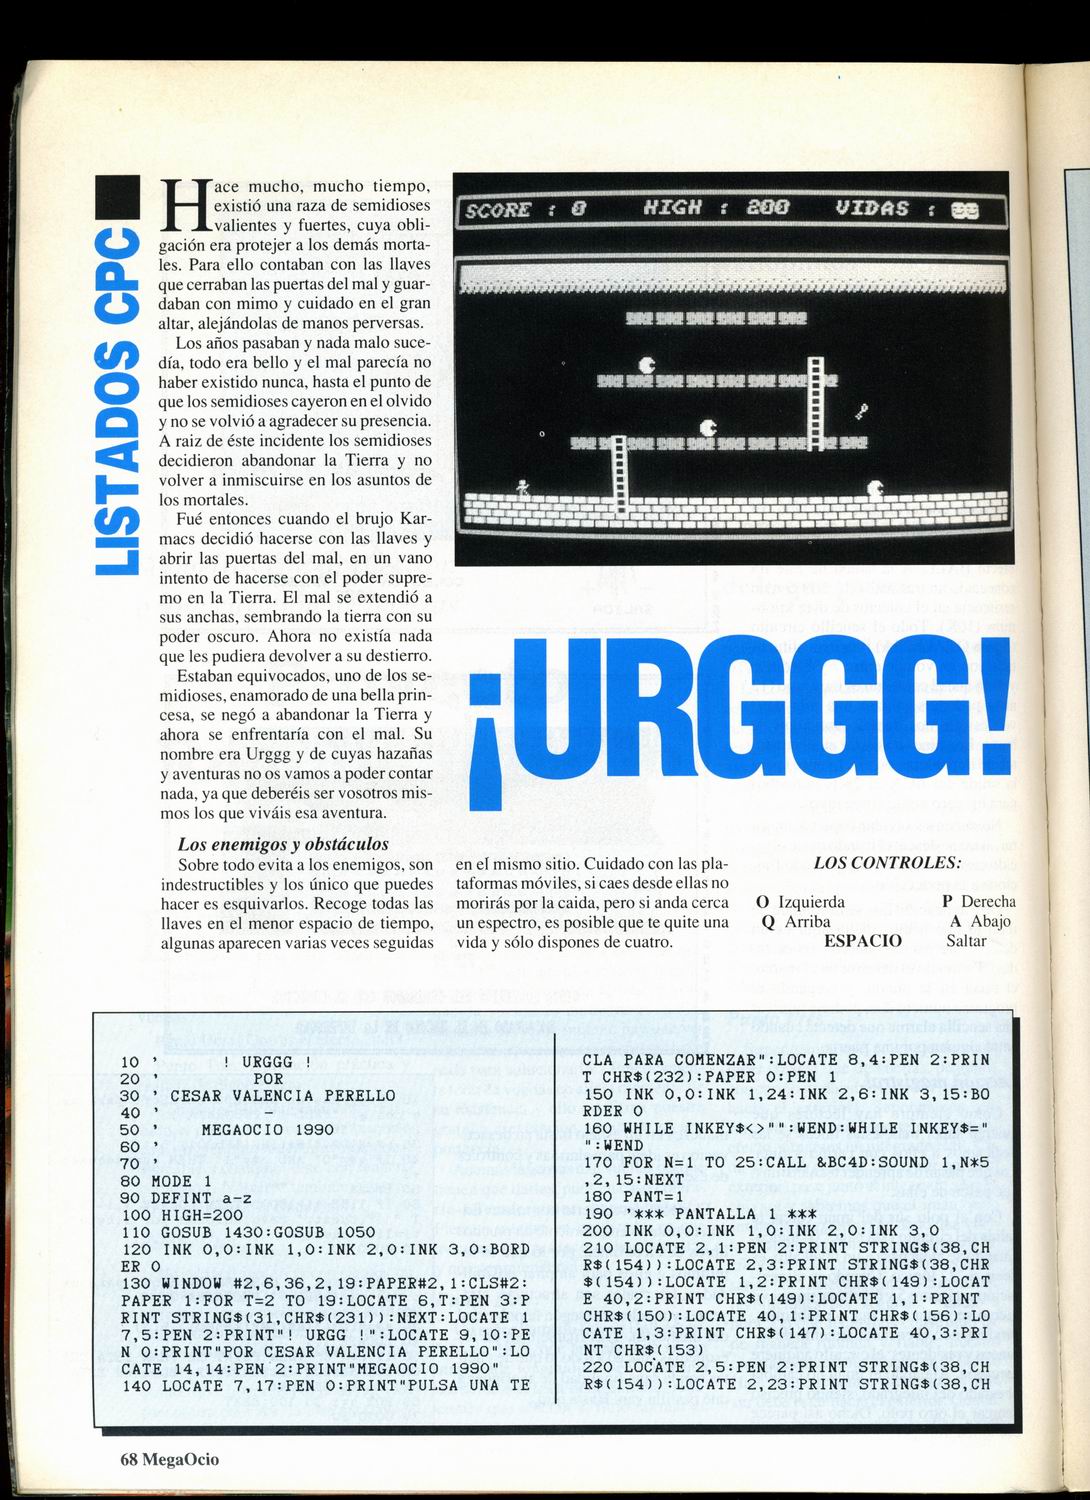 LISTADOS CPC
Hace mucho, mucho tiempo,
existió una raza de semidioses
valientes y fuertes, cuya obli-
gación era protejer a los demás morta-
les. Para ello contaban con las llaves
que cerraban las puertas del mal y guar-
daban con mimo y cuidado en el gran
altar, alejándolas de manos perversas.
Los años pasaban y nada malo suce-
día, todo era bello y el mal parecía no
haber existido nunca, hasta el punto de
que los semidioses cayeron en el olvido
y no se volvió a agradecer su presencia.
A raiz de éste incidente los semidioses
decidieron abandonar la Tierra y no
volver a inmiscuirse en los asuntos de
los mortales.
Fué entonces cuando el brujo Kar-
macs decidió hacerse con las llaves y
abrir las puertas del mal, en un vano
intento de hacerse con el poder supre-
mo en la Tierra. El mal se extendió a
sus anchas, sembrando la tierra con su
poder oscuro. Ahora no existía nada
que les pudiera devolver a su destierro.
Estaban equivocados, uno de los se-
midioses, enamorado de una bella prin-
cesa, se negó a abandonar la Tierra y
ahora se enfrentaría con el mal. Su
nombre era Urggg y de cuyas hazañas
y aventuras no os vamos a poder contar
nada, ya que deberéis ser vosotros mis-
mos los que viváis esa aventura.
SCORE : 0 HIGH : 200 VIDAS :
¡URGGG!
Los enemigos y obstáculos
Sobre todo evita a los enemigos, son
indestructibles y los único que puedes
hacer es esquivarlos. Recoge todas las
llaves en el menor espacio de tiempo,
algunas aparecen varias veces seguidas
en el mismo sitio. Cuidado con las pla-
taformas móviles, si caes desde ellas no
morirás por la caida, pero si anda cerca
un espectro, es posible que te quite una
vida y sólo dispones de cuatro.
LOS CONTROLES:
O Izquierda P Derecha
Q Arriba A Abajo
ESPACIO Saltar
10 ' ! URGGG !
20 ' POR
30 ' CESAR VALENCIA PERELLO
40 ' -
50 ' MEGAOCIO 1990
60 '
70 '
80 MODE 1
90 DEFINT a-z
100 HIGH=200
110 GOSUB 1430:GOSUB 1050
120 INK 0,0:INK 1,0:INK 2,0:INK 3,0:BORD
ER 0
130 WINDOW #2,6,36,2,19:PAPER#2,1:CLS#2:
PAPER 1:FOR T=2 TO 19:LOCATE 6,T:PEN 3:P
RINT STRING$(31,CHR$(231)):NEXT:LOCATE 1
7,5:PEN 2:PRINT"! URGG !":LOCATE 9,10:PE
N 0:PRINT"POR CESAR VALENCIA PERELLO":LO
CATE 14,14:PEN 2:PRINT"MEGAOCIO 1990"
140 LOCATE 7,17:PEN 0:PRINT"PULSA UNA TE
CLA PARA COMENZAR":LOCATE 8,4:PEN 2:PRIN
T CHR$(232):PAPER 0:PEN 1
150 INK 0,0:INK 1,24:INK 2,6:INK 3,15:BO
RDER 0
160 WHILE INKEY$<>"":WEND:WHILE INKEY$="
":WEND
170 FOR N=1 TO 25:CALL &BC4D:SOUND 1,N*5
,2,15:NEXT
180 PANT=1
190 '*** PANTALLA 1 ***
200 INK 0,0:INK 1,0:INK 2,0:INK 3,0
210 LOCATE 2,1:PEN 2:PRINT STRING$(38,CH
R$(154)):LOCATE 2,3:PRINT STRING$(38,CHR
$(154)):LOCATE 1,2:PRINT CHR$(149):LOCAT
E 40,2:PRINT CHR$(149):LOCATE 1,1:PRINT
CHR$(150):LOCATE 40,1:PRINT CHR$(156):LO
CATE 1,3:PRINT CHR$(147):LOCATE 40,3:PRI
NT CHR$(153)
220 LOCATE 2,5:PEN 2:PRINT STRING$(38,CH
R$(154)):LOCATE 2,23:PRINT STRING$(38,CH
68 MegaOcio